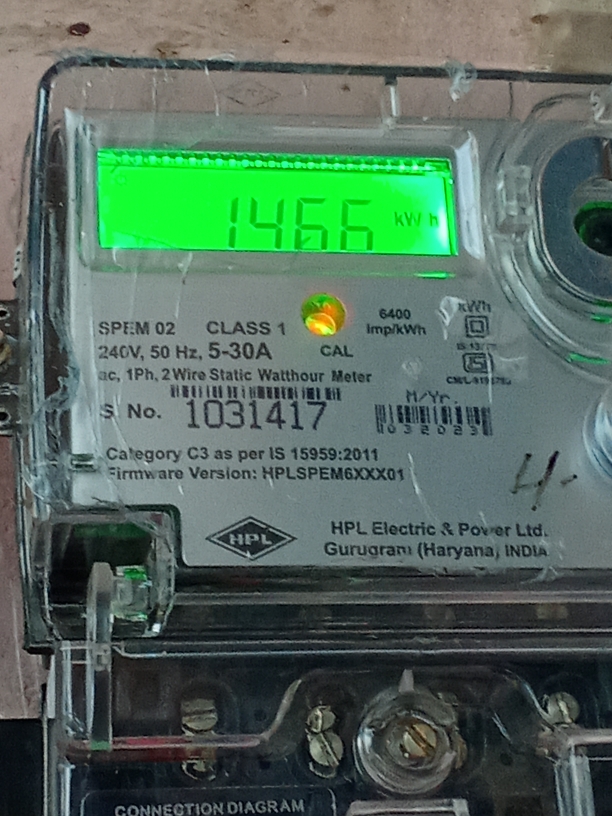 1466 kWh
SPEM 02 CLASS 1
6400
imp/kWh
kWh
240V, 50 Hz, 5-30A
CAL
ac, 1Ph, 2 Wire Static Watthour Meter
S. No. 1031417
M/Yr.
032023
Category C3 as per IS 15959:2011
Firmware Version: HPLSPEM6XXX01
H-
HPL
HPL Electric & Power Ltd.
Gurugram (Haryana) INDIA
CONNECTION DIAGRAM